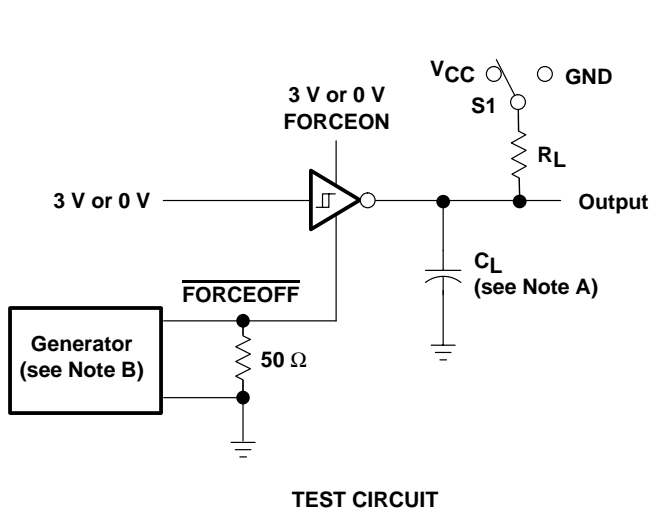 VCC
GND
S1
3 V or 0 V
FORCEON
RL
3 V or 0 V
Output
CL
(see Note A)
FORCEOFF
Generator
(see Note B)
50 Ω
TEST CIRCUIT